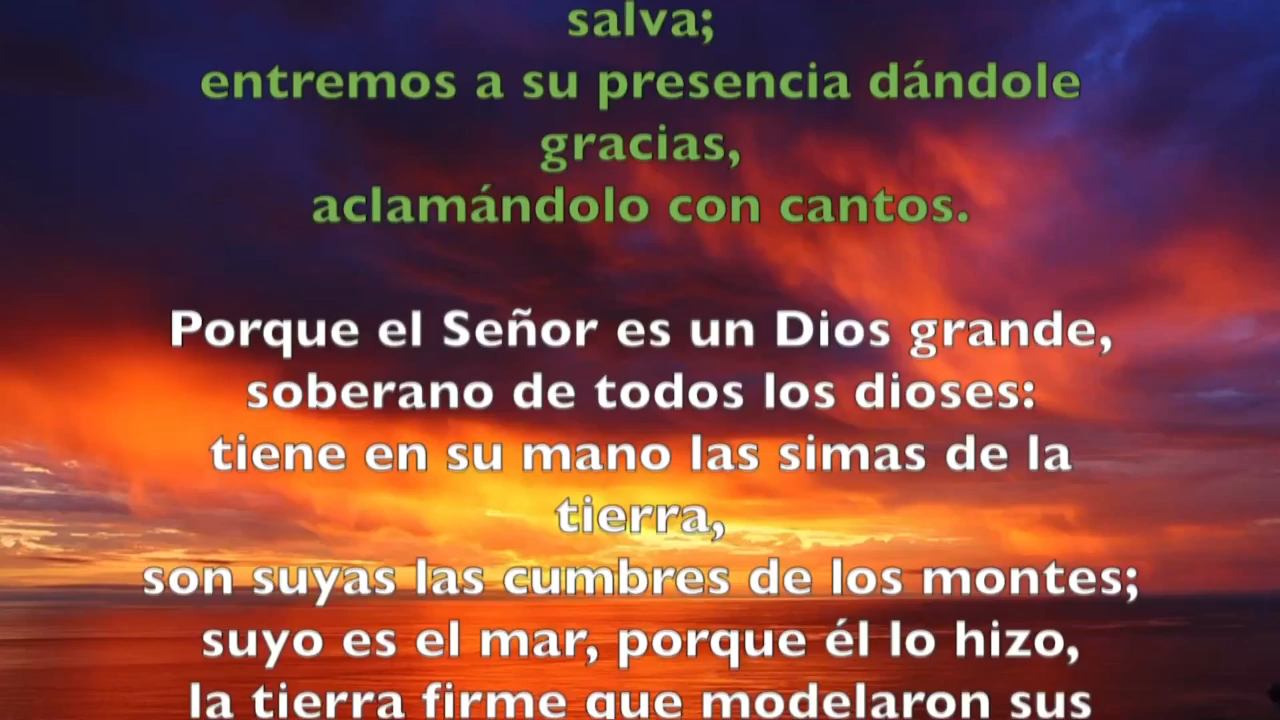 salva;
entremos a su presencia dándole
gracias,
aclamándolo con cantos.
Porque el Señor es un Dios grande,
soberano de todos los dioses:
tiene en su mano las simas de la
tierra,
son suyas las cumbres de los montes;
suyo es el mar, porque él lo hizo,
la tierra firme que modelaron sus